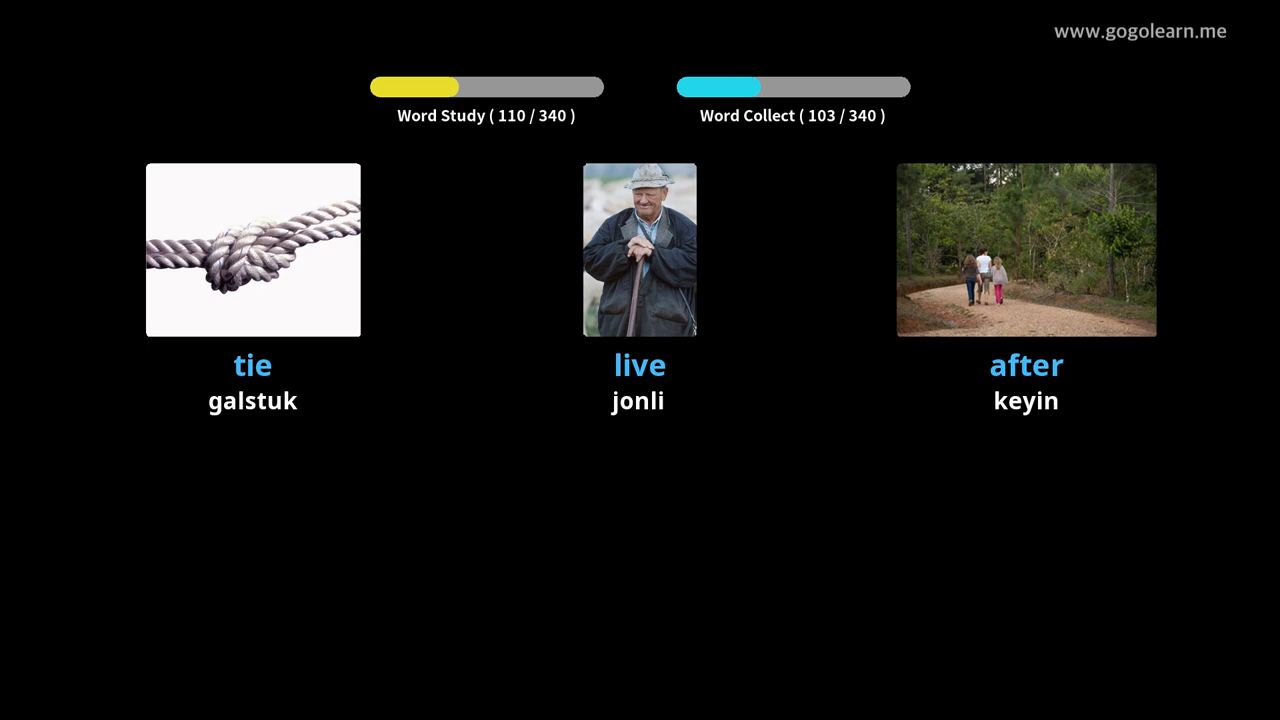 www.gogolearn.me
Word Study ( 110 / 340 )
Word Collect ( 103 / 340 )
tie
galstuk
live
jonli
after
keyin